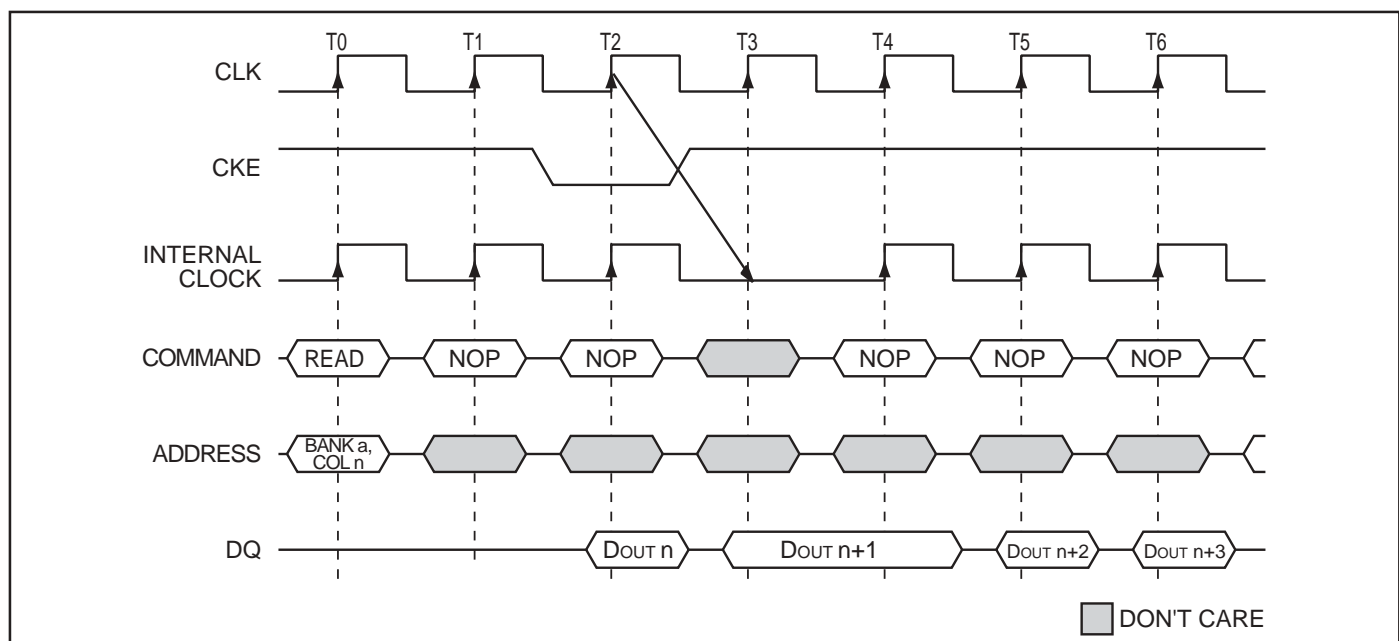 T0 T1 T2 T3 T4 T5 T6
CLK
CKE
INTERNAL
CLOCK
COMMAND READ NOP NOP NOP NOP NOP
ADDRESS BANK a,
COL n
DQ DOUT n DOUT n+1 DOUT n+2 DOUT n+3
DON'T CARE